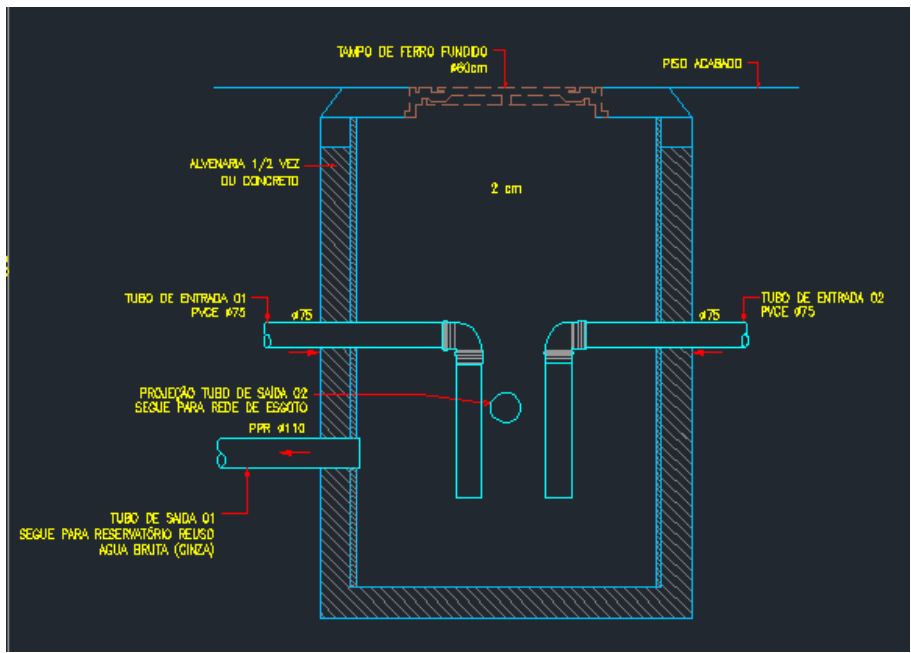 TAMPO DE FERRO FUNDIDO
ø60cm
PISO ACABADO
ALVENARIA 1/2 VEZ
OU CONCRETO
2 cm
TUBO DE ENTRADA 01
PVCE ø75
ø75
ø75
TUBO DE ENTRADA 02
PVCE ø75
PROJEÇÃO TUBO DE SAÍDA 02
SEGUE PARA REDE DE ESGOTO
PPR ø110
TUBO DE SAIDA 01
SEGUE PARA RESERVATÓRIO REUSO
AGUA BRUTA (CINZA)